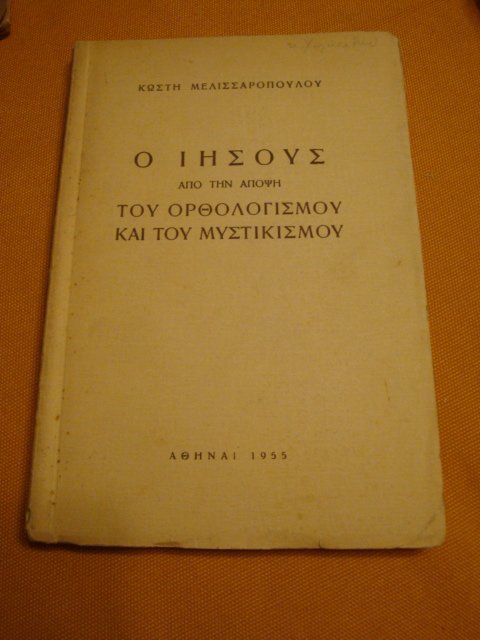 ΚΩΣΤΗ ΜΕΛΙΣΣΑΡΟΠΟΥΛΟΥ
Ο ΙΗΣΟΥΣ
ΑΠΟ ΤΗΝ ΑΠΟΨΗ
ΤΟΥ ΟΡΘΟΛΟΓΙΣΜΟΥ
ΚΑΙ ΤΟΥ ΜΥΣΤΙΚΙΣΜΟΥ
ΑΘΗΝΑΙ 1955